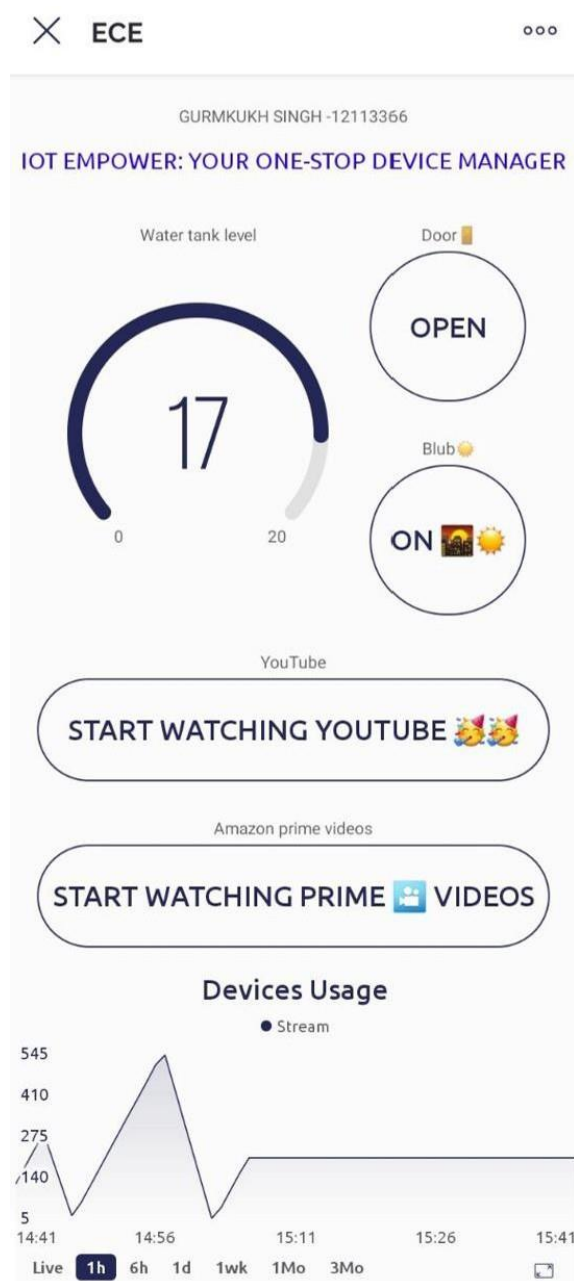 ECE
GURMKUKH SINGH -12113366
IOT EMPOWER: YOUR ONE-STOP DEVICE MANAGER
Water tank level
17
0 20
Door🚪
OPEN
Blub🌞
ON 🌇☀️
YouTube
START WATCHING YOUTUBE 🥳🥳
Amazon prime videos
START WATCHING PRIME 🎦 VIDEOS
Devices Usage
Stream
545
410
275
140
5
14:41 14:56 15:11 15:26 15:41
Live 1h 6h 1d 1wk 1Mo 3Mo